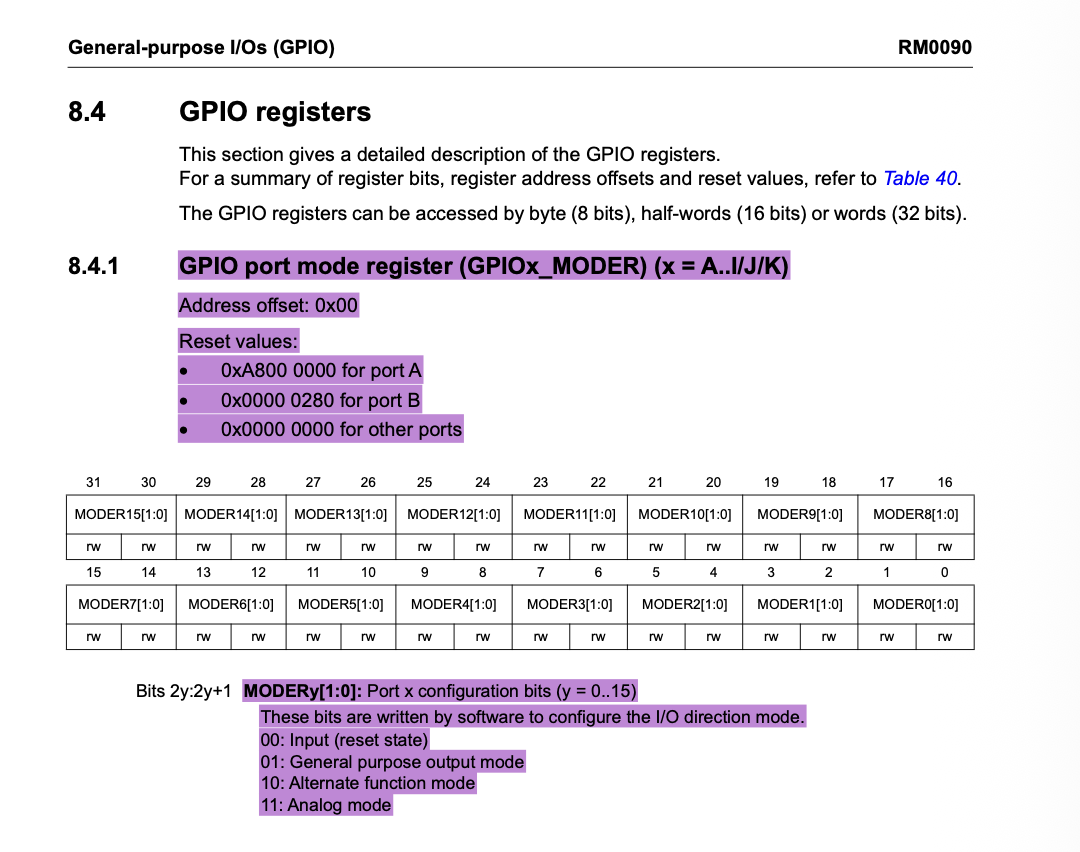 General-purpose I/Os (GPIO) RM0090
8.4 GPIO registers
This section gives a detailed description of the GPIO registers.
For a summary of register bits, register address offsets and reset values, refer to Table 40.
The GPIO registers can be accessed by byte (8 bits), half-words (16 bits) or words (32 bits).
8.4.1 GPIO port mode register (GPIOx_MODER) (x = A..I/J/K)
Address offset: 0x00
Reset values:
• 0xA800 0000 for port A
• 0x0000 0280 for port B
• 0x0000 0000 for other ports
31 30 29 28 27 26 25 24 23 22 21 20 19 18 17 16
MODER15[1:0] MODER14[1:0] MODER13[1:0] MODER12[1:0] MODER11[1:0] MODER10[1:0] MODER9[1:0] MODER8[1:0]
rw rw rw rw rw rw rw rw rw rw rw rw rw rw rw rw
15 14 13 12 11 10 9 8 7 6 5 4 3 2 1 0
MODER7[1:0] MODER6[1:0] MODER5[1:0] MODER4[1:0] MODER3[1:0] MODER2[1:0] MODER1[1:0] MODER0[1:0]
rw rw rw rw rw rw rw rw rw rw rw rw rw rw rw rw
Bits 2y:2y+1 MODERy[1:0]: Port x configuration bits (y = 0..15)
These bits are written by software to configure the I/O direction mode.
00: Input (reset state)
01: General purpose output mode
10: Alternate function mode
11: Analog mode